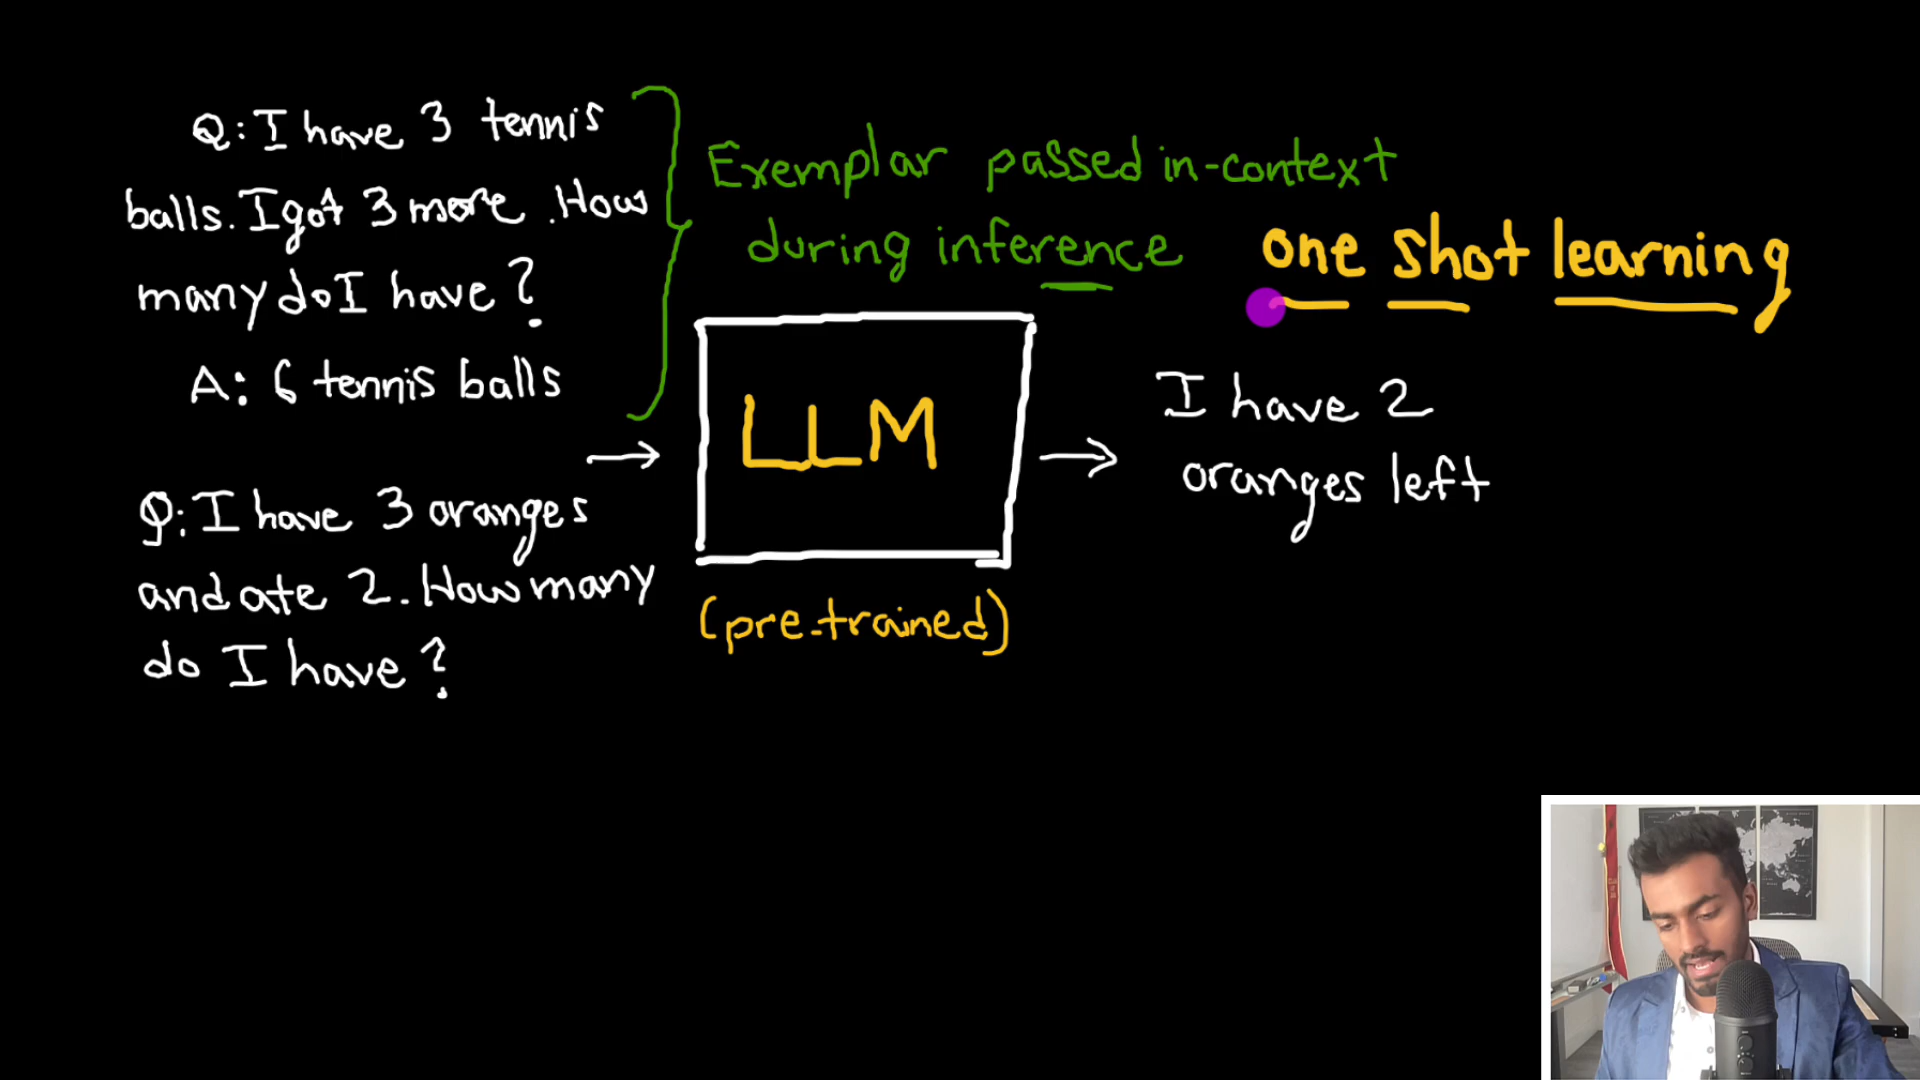 Q: I have 3 tennis
balls. I got 3 more. How
many do I have?
A: 6 tennis balls
Q: I have 3 oranges
and ate 2. How many
do I have?
Exemplar passed in-context
during inference
one shot learning
LLM
(pre-trained)
I have 2
oranges left